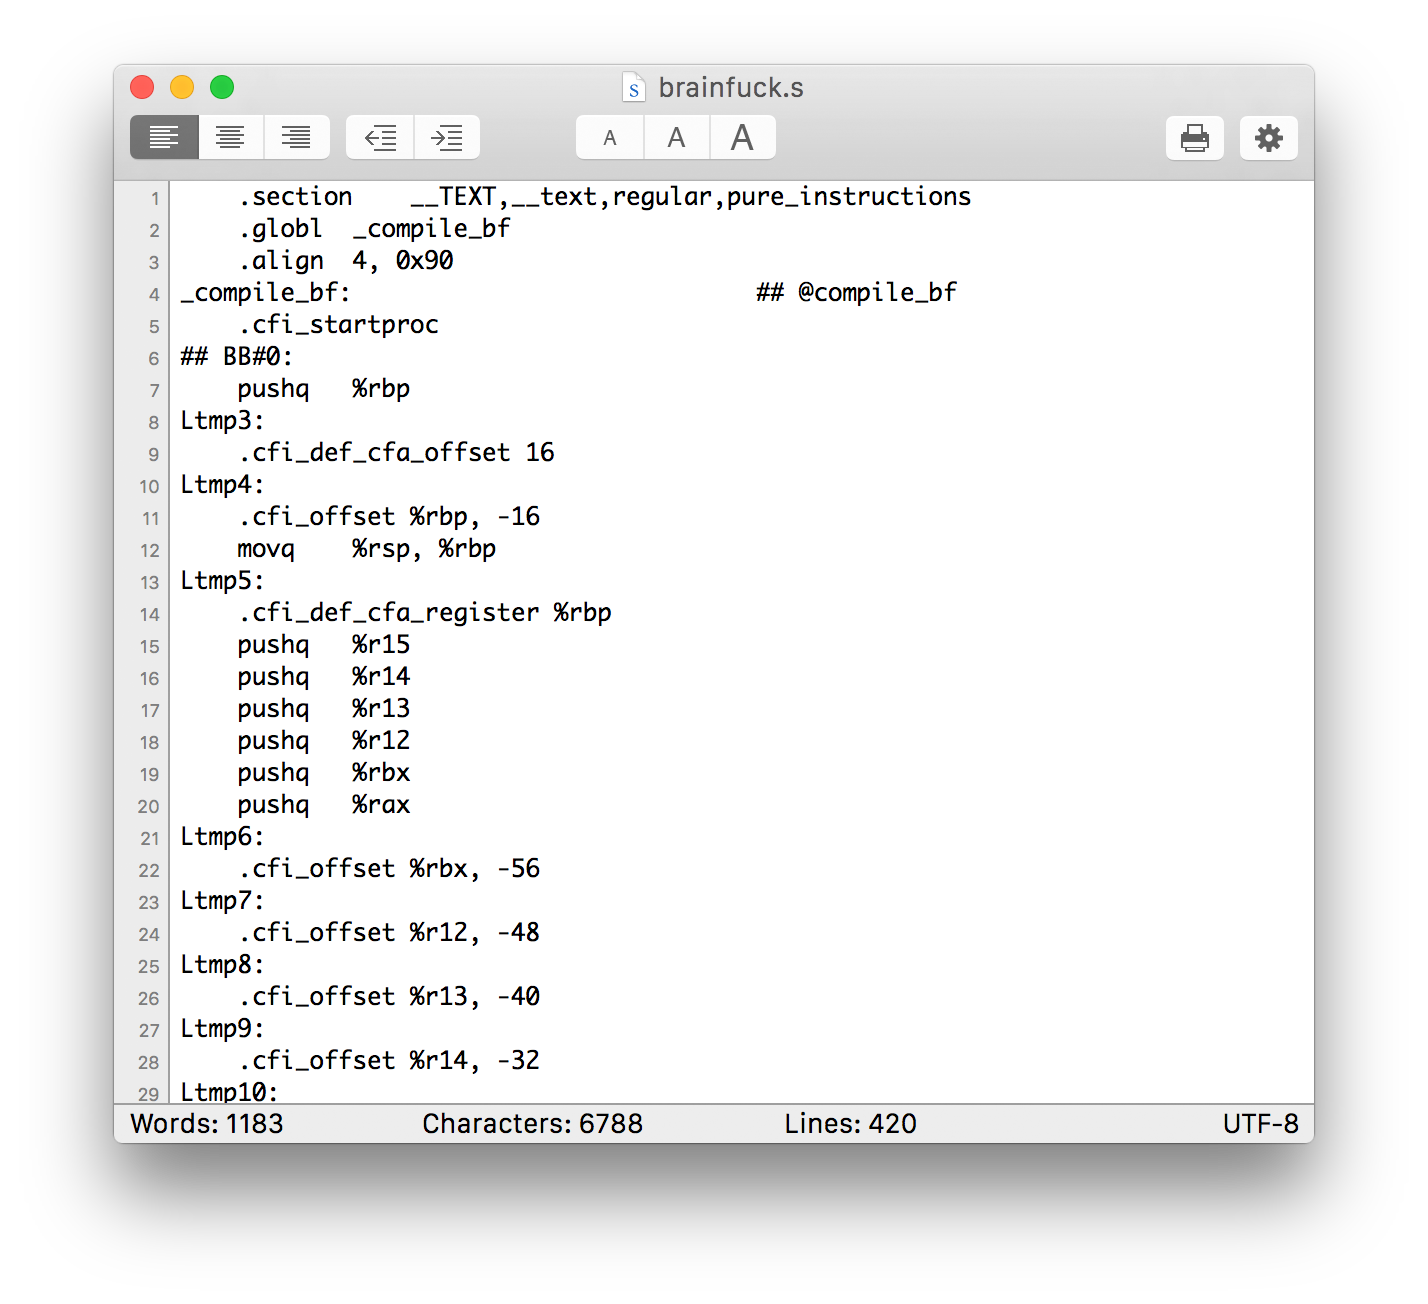 S brainfuck.s
A A A
1 .section __TEXT,__text,regular,pure_instructions
2 .globl _compile_bf
3 .align 4, 0x90
4 _compile_bf: ## @compile_bf
5 .cfi_startproc
6 ## BB#0:
7 pushq %rbp
8 Ltmp3:
9 .cfi_def_cfa_offset 16
10 Ltmp4:
11 .cfi_offset %rbp, -16
12 movq %rsp, %rbp
13 Ltmp5:
14 .cfi_def_cfa_register %rbp
15 pushq %r15
16 pushq %r14
17 pushq %r13
18 pushq %r12
19 pushq %rbx
20 pushq %rax
21 Ltmp6:
22 .cfi_offset %rbx, -56
23 Ltmp7:
24 .cfi_offset %r12, -48
25 Ltmp8:
26 .cfi_offset %r13, -40
27 Ltmp9:
28 .cfi_offset %r14, -32
29 Ltmp10:
Words: 1183 Characters: 6788 Lines: 420 UTF-8